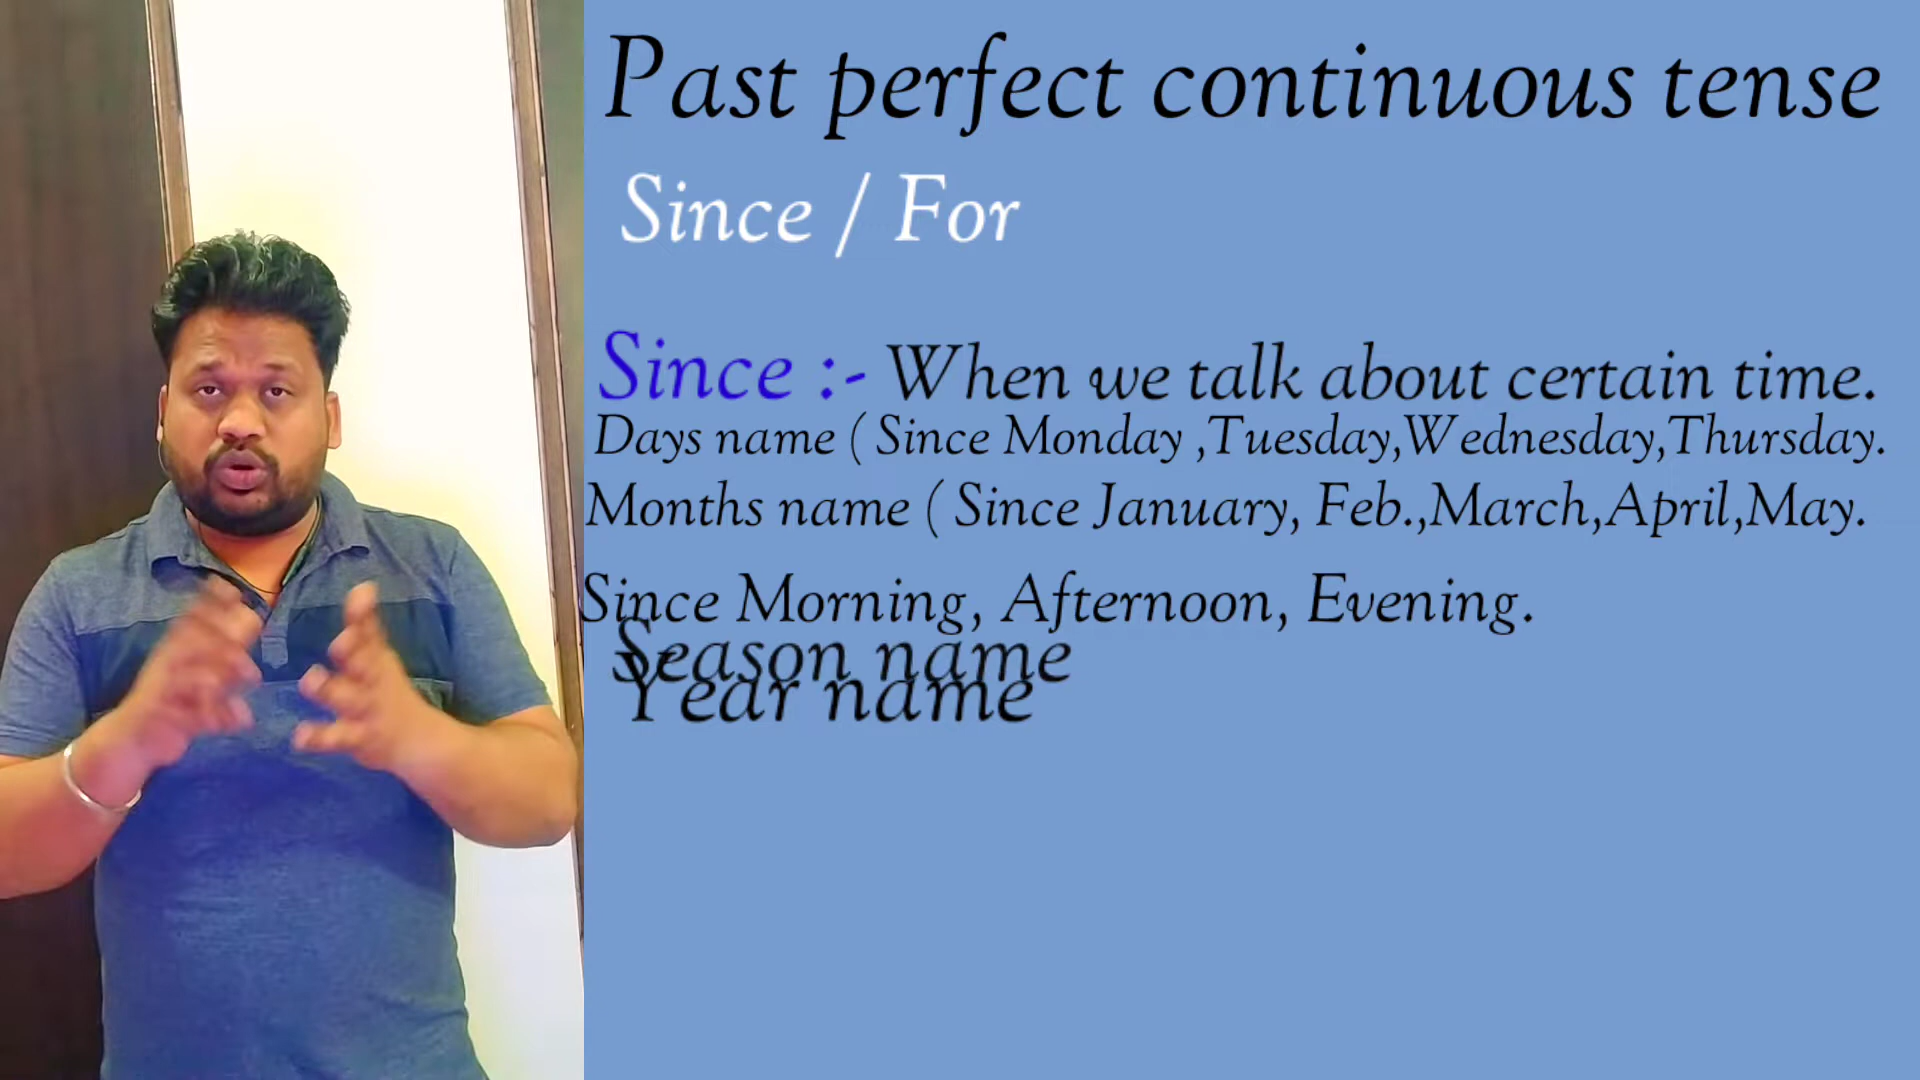 Past perfect continuous tense
Since / For
Since :- When we talk about certain time.
Days name ( Since Monday ,Tuesday,Wednesday,Thursday.
Months name ( Since January, Feb.,March,April,May.
Since Morning, Afternoon, Evening.
Season name
Year name